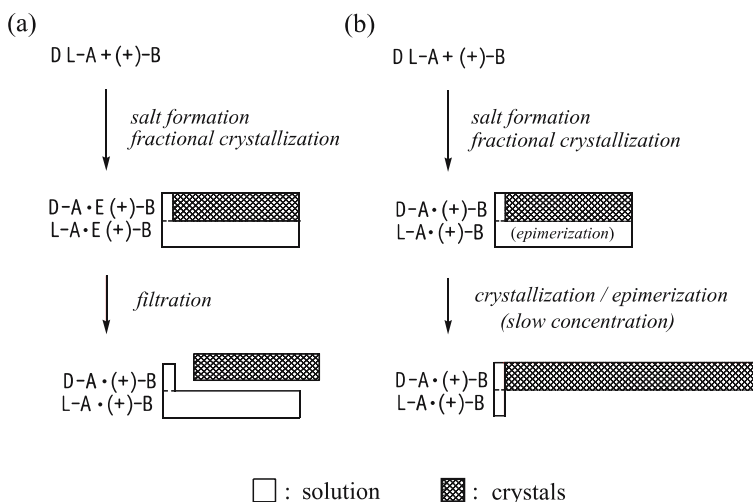 (a)
D L–A + (+)–B
salt formation
fractional crystallization
D–A•E (+)–B
L–A•E (+)–B
filtration
D–A•(+)–B
L–A•(+)–B
(b)
D L–A + (+)–B
salt formation
fractional crystallization
D–A•(+)–B
L–A•(+)–B
(epimerization)
crystallization / epimerization
(slow concentration)
D–A•(+)–B
L–A•(+)–B
: solution
: crystals